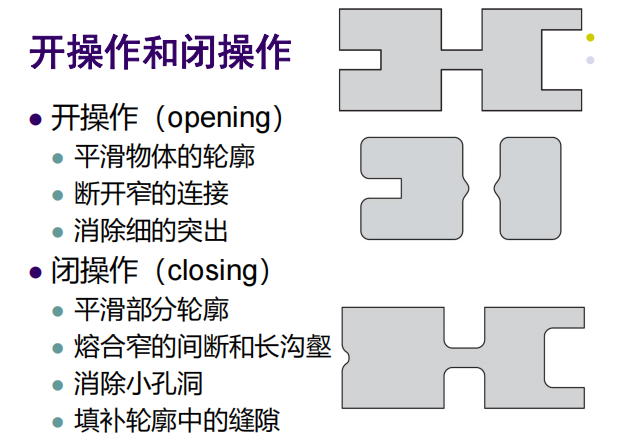 开操作和闭操作
开操作（opening）
平滑物体的轮廓
断开窄的连接
消除细的突出
闭操作（closing）
平滑部分轮廓
熔合窄的间断和长沟壑
消除小孔洞
填补轮廓中的缝隙